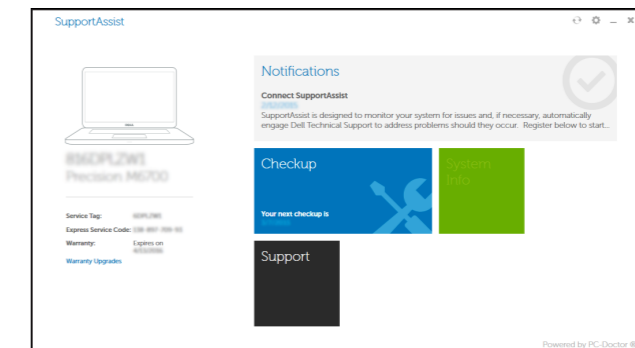 SupportAssist
Notifications
Connect SupportAssist
SupportAssist is designed to monitor your system for issues and, if necessary, automatically
engage Dell Technical Support to address problems should they occur. Register below to start...
Precision M6700
Checkup
System
Info
Service Tag:
Express Service Code:
Warranty: Expires on
Warranty Upgrades
Your next checkup is
Support
Powered by PC-Doctor ®